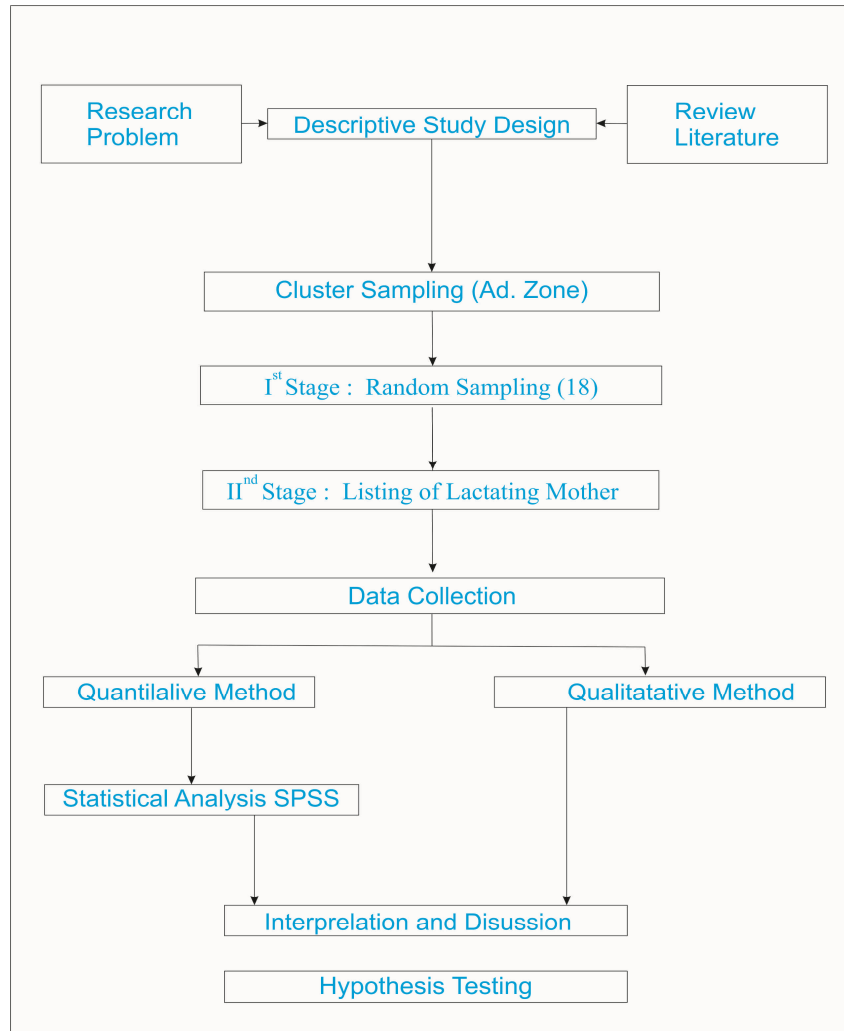 Research
Problem
Descriptive Study Design
Review
Literature
Cluster Sampling (Ad. Zone)
Ist Stage : Random Sampling (18)
IInd Stage : Listing of Lactating Mother
Data Collection
Quantilalive Method
Qualitatative Method
Statistical Analysis SPSS
Interprelation and Disussion
Hypothesis Testing